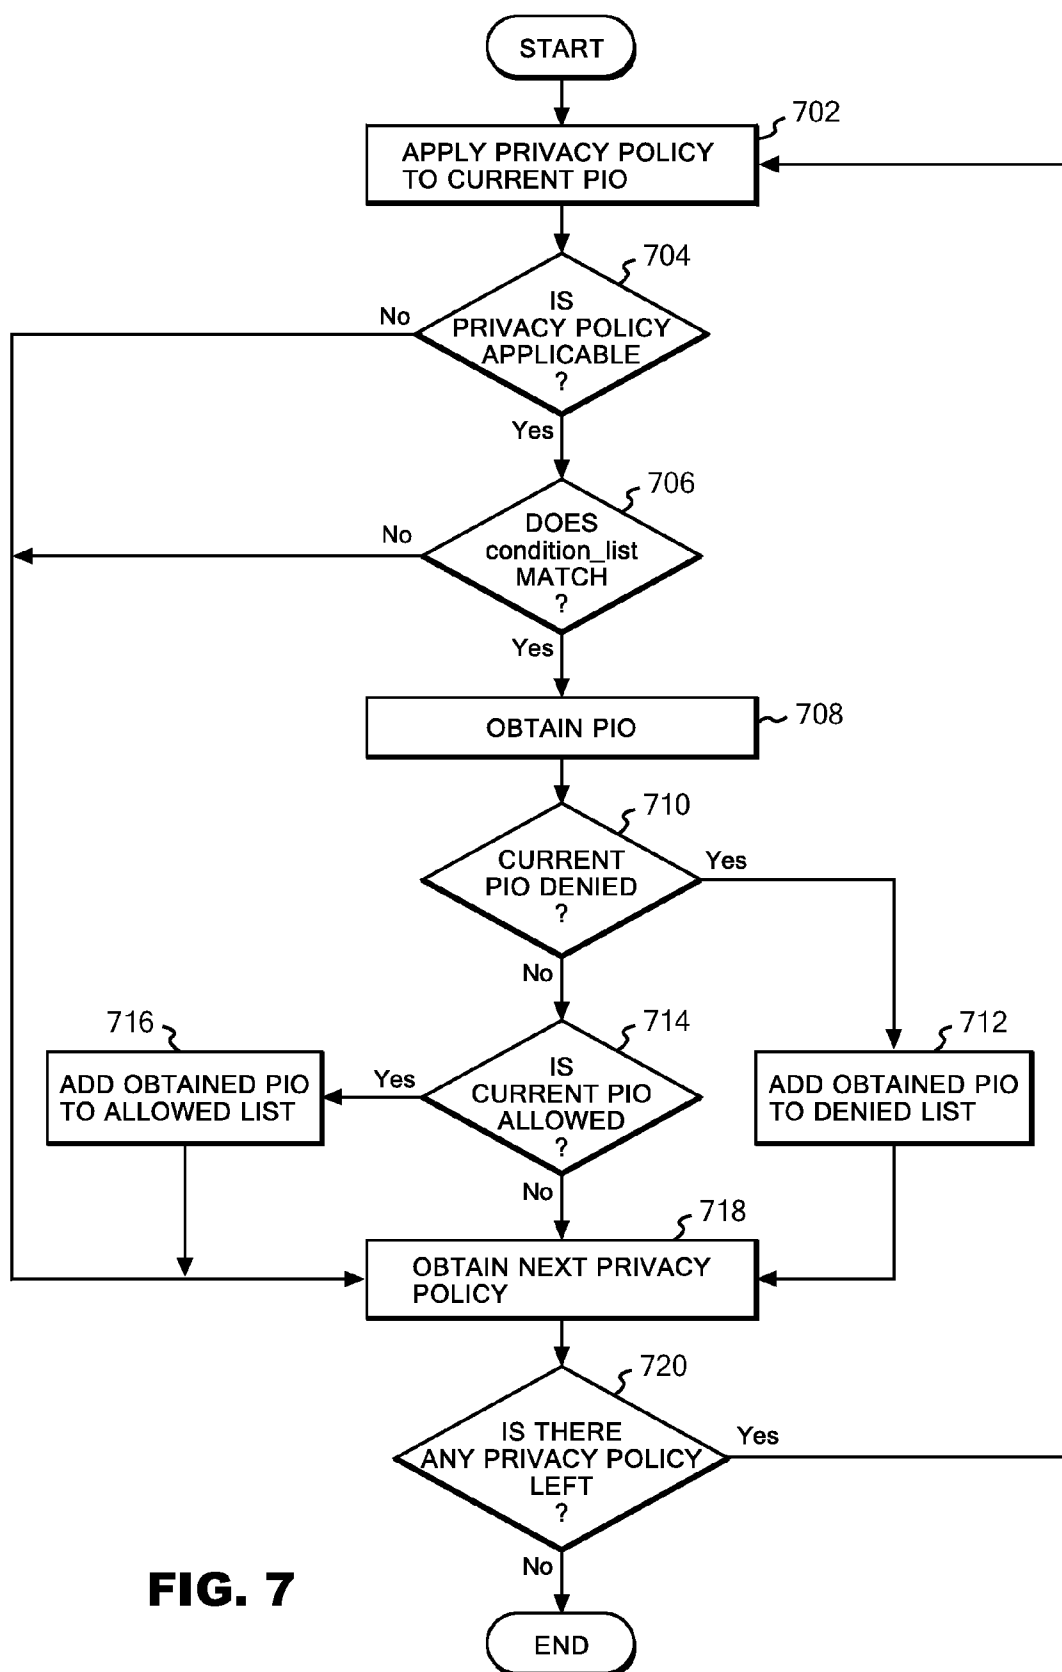 START
702
APPLY PRIVACY POLICY
TO CURRENT PIO
704
No
IS
PRIVACY POLICY
APPLICABLE
?
Yes
706
No
DOES
condition_list
MATCH
?
Yes
708
OBTAIN PIO
710
CURRENT
PIO DENIED
?
Yes
No
716
714
712
ADD OBTAINED PIO
TO ALLOWED LIST
Yes
IS
CURRENT PIO
ALLOWED
?
ADD OBTAINED PIO
TO DENIED LIST
No
718
OBTAIN NEXT PRIVACY
POLICY
720
IS THERE
ANY PRIVACY POLICY
LEFT
?
Yes
No
FIG. 7
END